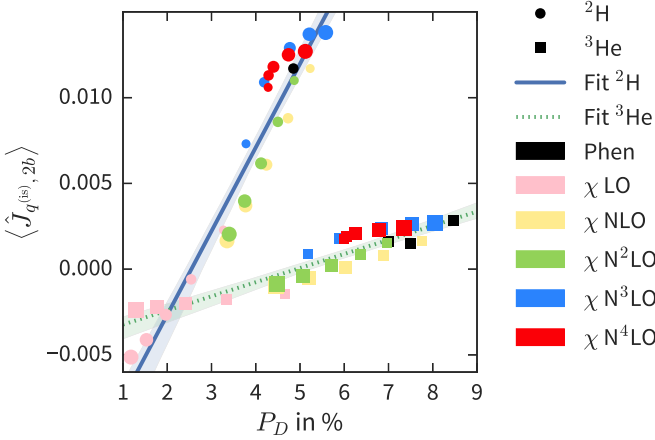 ⟨Ĵ_{q^{(is)}, 2b}⟩
0.010
0.005
0.000
−0.005
1 2 3 4 5 6 7 8 9
P_D in %
²H
³He
Fit ²H
Fit ³He
Phen
χ LO
χ NLO
χ N²LO
χ N³LO
χ N⁴LO